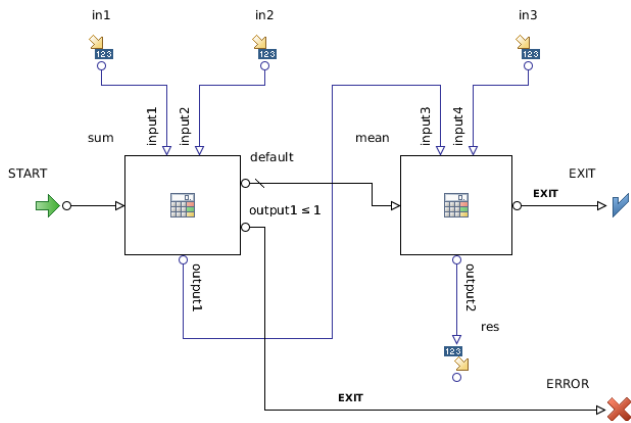 in1
in2
in3
123
123
123
input1
input2
input3
input4
sum
mean
START
default
output1 ≤ 1
EXIT
EXIT
output1
output2
res
123
EXIT
ERROR